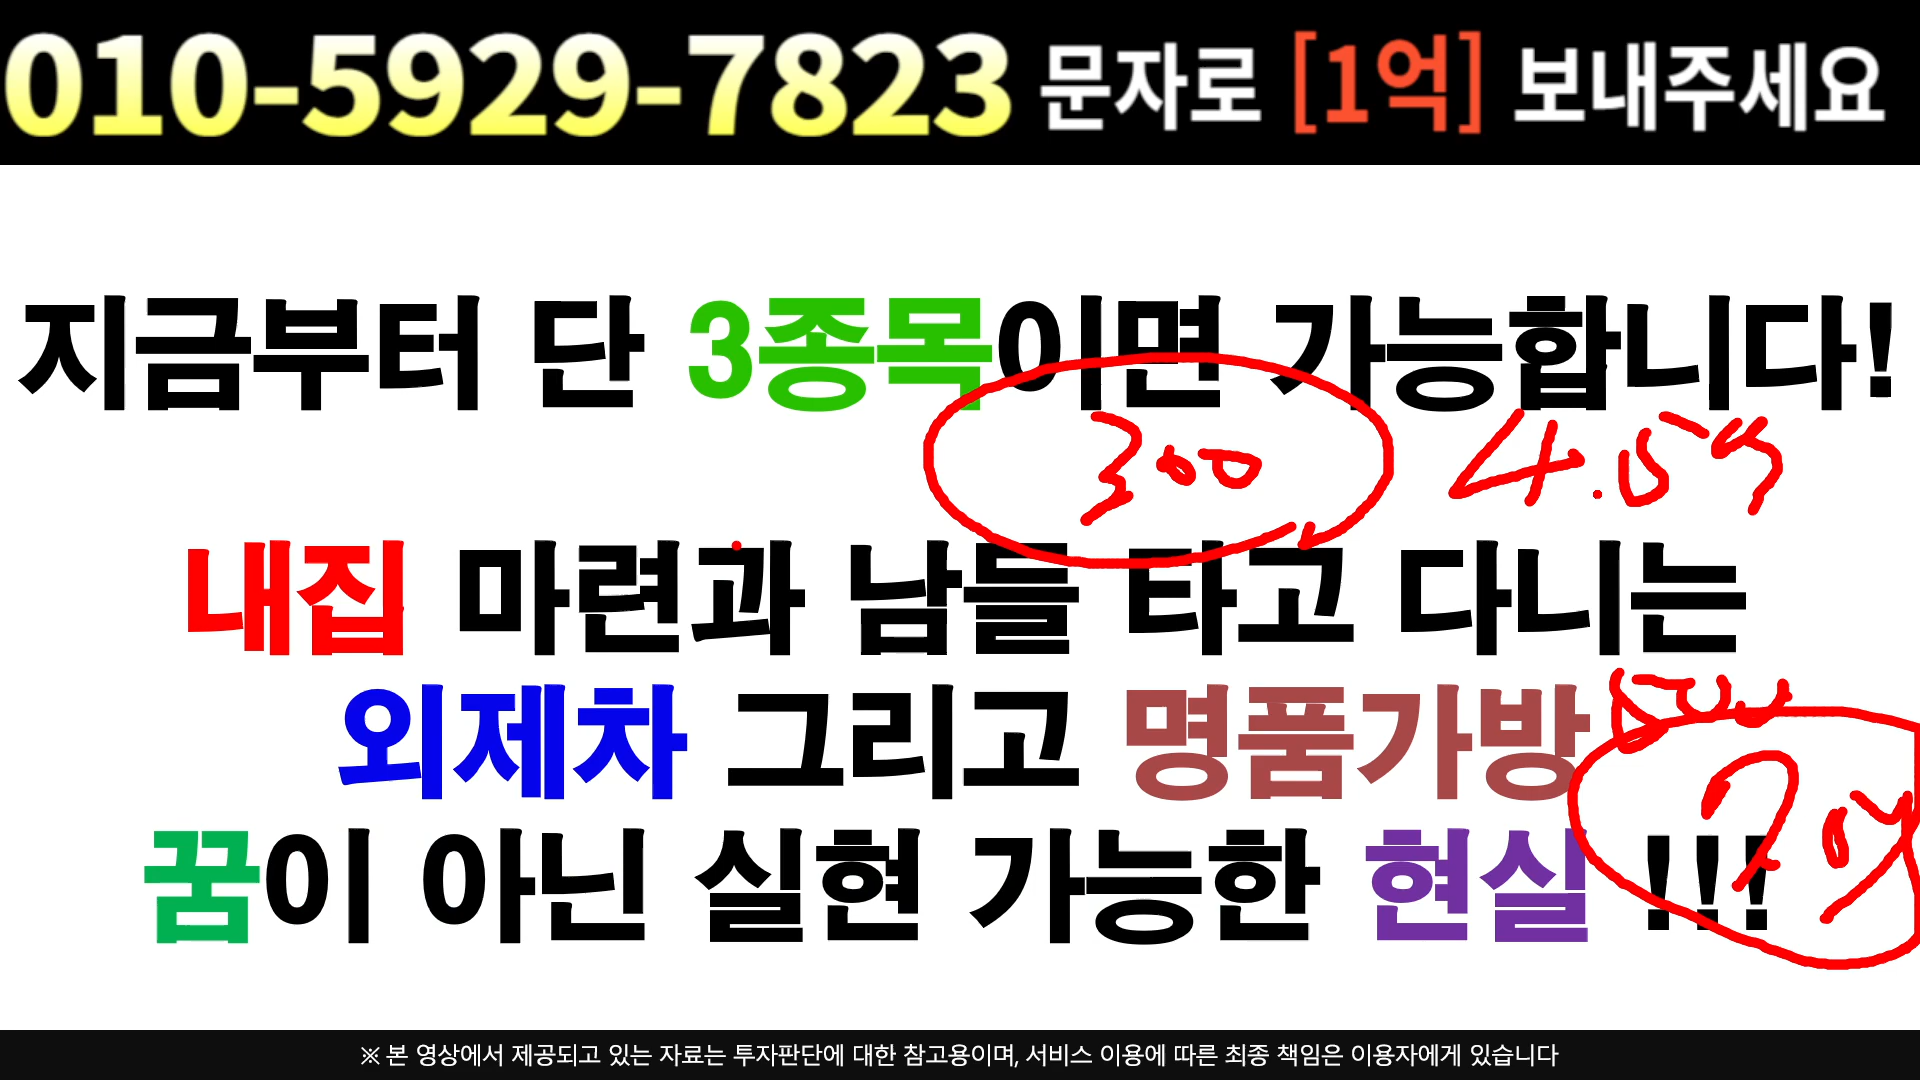 010-5929-7823 문자로 [1억] 보내주세요
지금부터 단 3종목이면 가능합니다!
300
4.5억
내집 마련과 남들 타고 다니는
외제차 그리고 명품가방
500
꿈이 아닌 실현 가능한 현실 !!!
※ 본 영상에서 제공되고 있는 자료는 투자판단에 대한 참고용이며, 서비스 이용에 따른 최종 책임은 이용자에게 있습니다